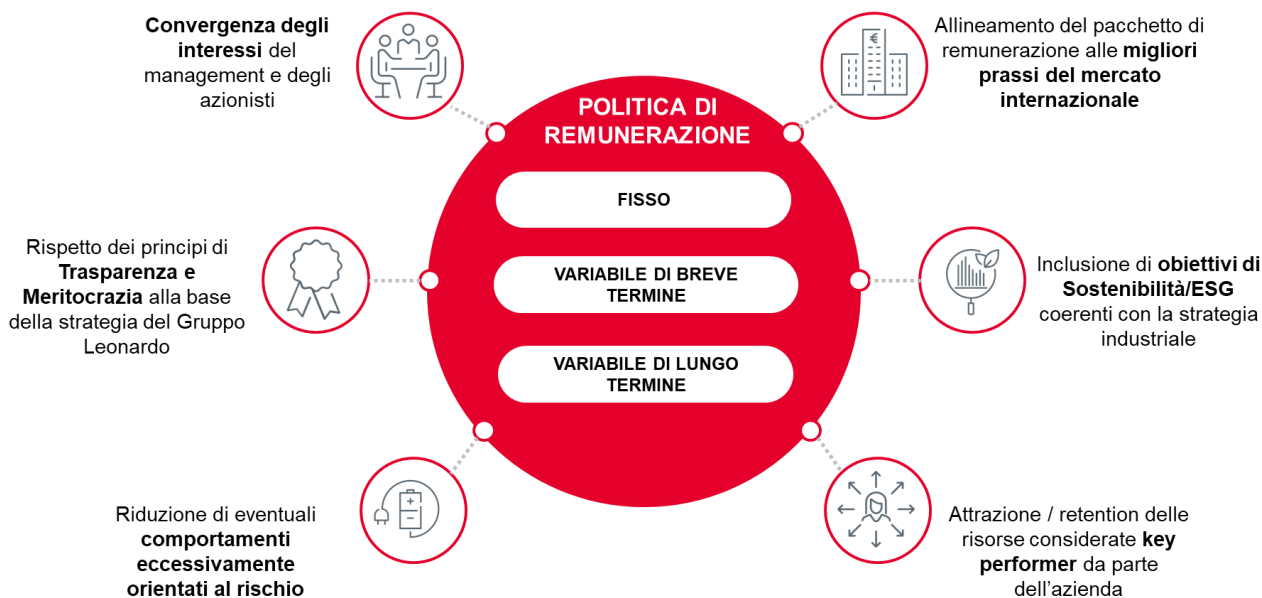 Convergenza degli
interessi del
management e degli
azionisti
Allineamento del pacchetto di
remunerazione alle migliori
prassi del mercato
internazionale
POLITICA DI
REMUNERAZIONE
FISSO
VARIABILE DI BREVE
TERMINE
VARIABILE DI LUNGO
TERMINE
Rispetto dei principi di
Trasparenza e
Meritocrazia alla base
della strategia del Gruppo
Leonardo
Inclusione di obiettivi di
Sostenibilità/ESG
coerenti con la strategia
industriale
Riduzione di eventuali
comportamenti
eccessivamente
orientati al rischio
Attrazione / retention delle
risorse considerate key
performer da parte
dell’azienda